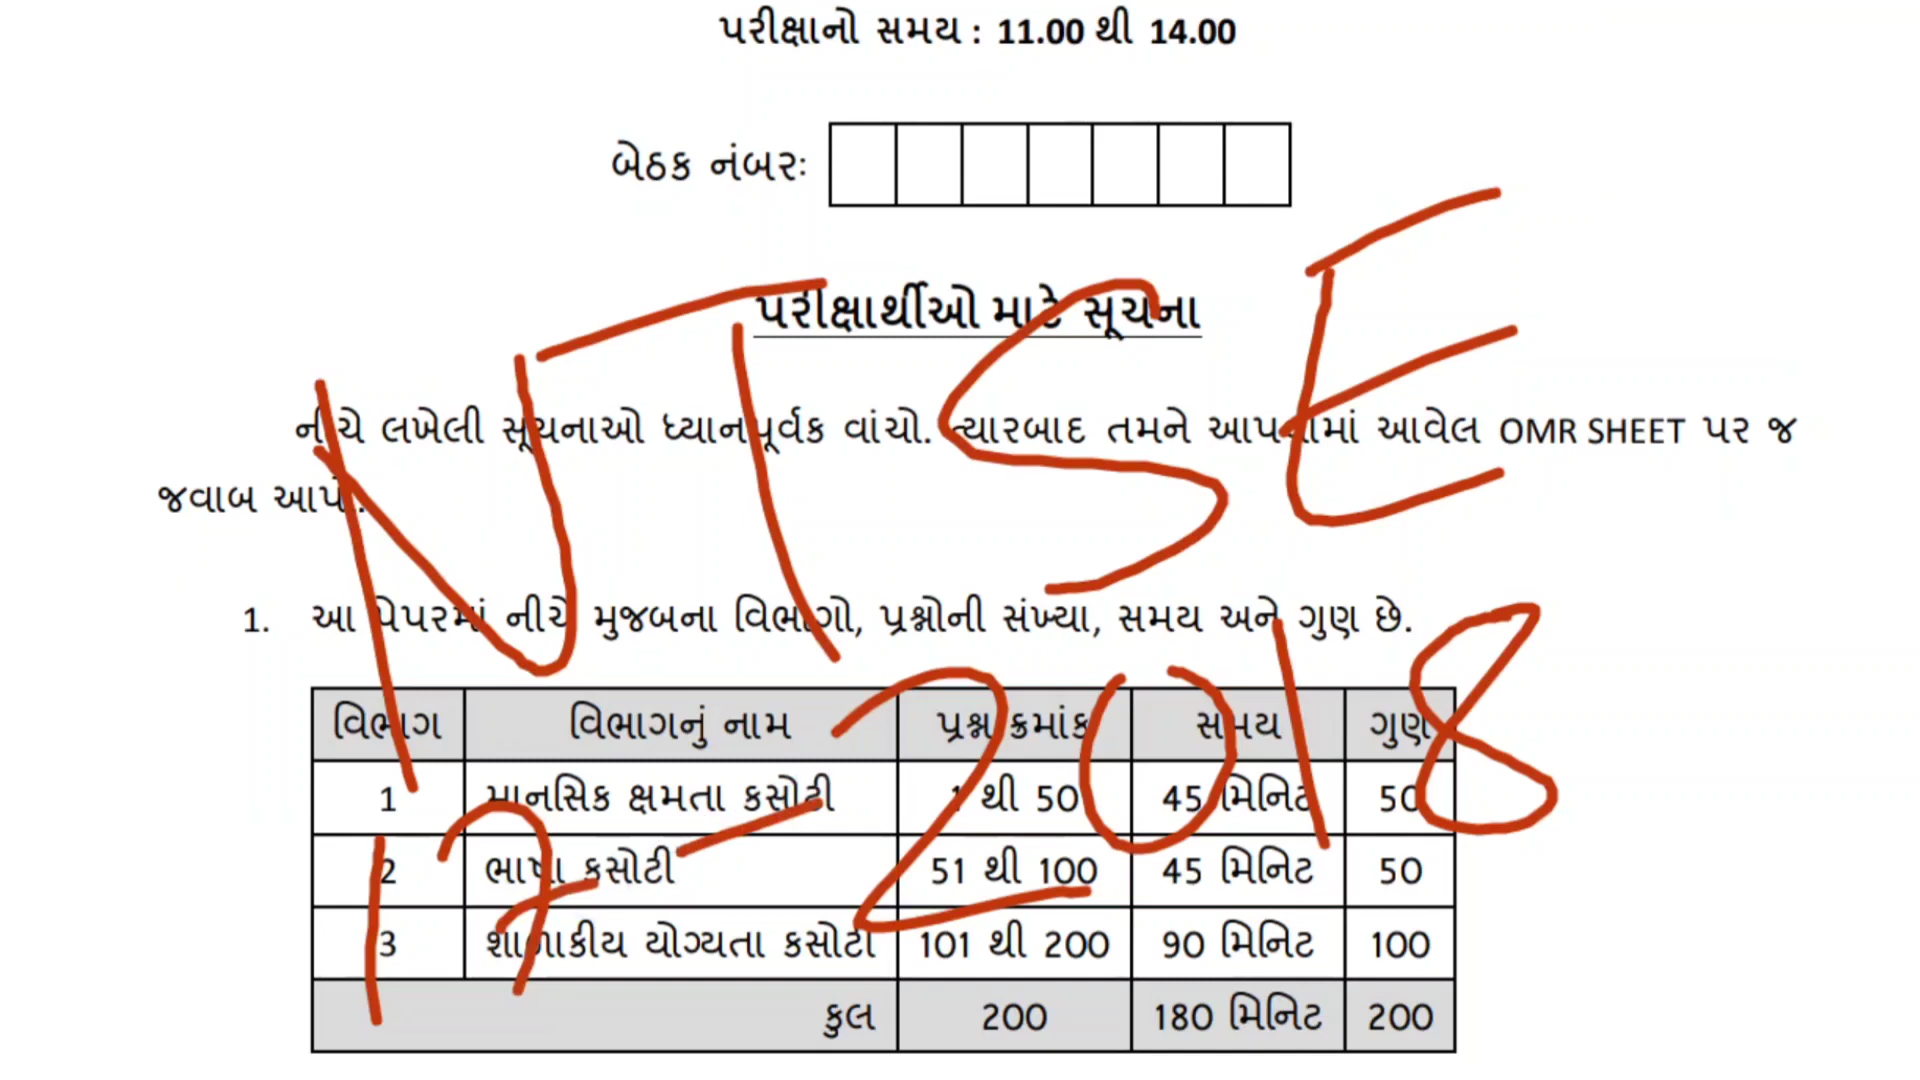 પરીક્ષાનો સમય : 11.00 થી 14.00
બેઠક નંબરઃ
પરીક્ષાર્થીઓ માટે સૂચના
નીચે લખેલી સૂચનાઓ ધ્યાનપૂર્વક વાંચો. ત્યારબાદ તમને આપવામાં આવેલ OMR SHEET પર જ
જવાબ આપો.
NTSE
1. આ પેપરમાં નીચે મુજબના વિભાગો, પ્રશ્નોની સંખ્યા, સમય અને ગુણ છે.
વિભાગ વિભાગનું નામ પ્રશ્ન ક્રમાંક સમય ગુણ
1 માનસિક ક્ષમતા કસોટી 1 થી 50 45 મિનિટ 50
2 ભાષા કસોટી 51 થી 100 45 મિનિટ 50
3 શાળાકીય યોગ્યતા કસોટી 101 થી 200 90 મિનિટ 100
કુલ 200 180 મિનિટ 200
17-2018